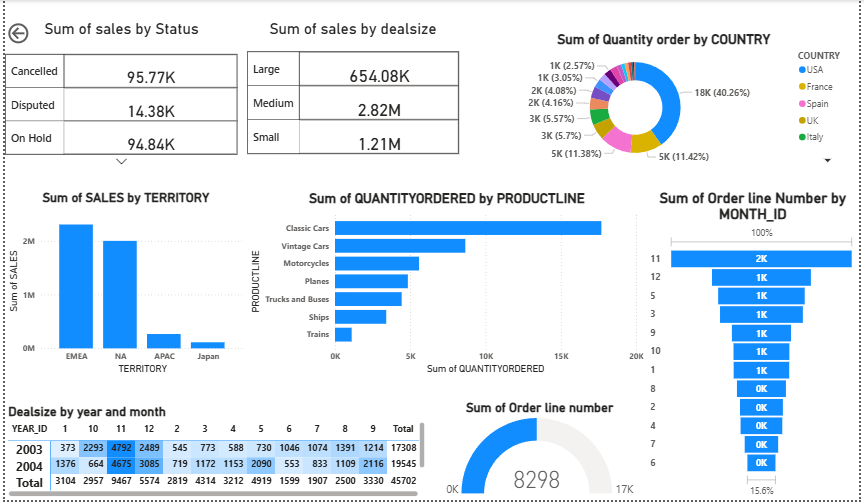 Sum of sales by Status
Cancelled 95.77K
Disputed 14.38K
On Hold 94.84K
Sum of sales by dealsize
Large 654.08K
Medium 2.82M
Small 1.21M
Sum of Quantity order by COUNTRY
1K (2.57%)
1K (3.05%)
2K (4.08%)
2K (4.16%)
3K (5.57%)
3K (5.7%)
5K (11.38%)
5K (11.42%)
18K (40.26%)
COUNTRY
USA
France
Spain
UK
Italy
Sum of SALES by TERRITORY
Sum of SALES
2M
1M
0M
EMEA NA APAC Japan
TERRITORY
Sum of QUANTITYORDERED by PRODUCTLINE
PRODUCTLINE
Classic Cars
Vintage Cars
Motorcycles
Planes
Trucks and Buses
Ships
Trains
0K 5K 10K 15K 20K
Sum of QUANTITYORDERED
Sum of Order line Number by
MONTH_ID
100%
11 2K
12 1K
5 1K
3 1K
9 1K
10 1K
1 1K
8 0K
2 0K
4 0K
7 0K
6 0K
15.6%
Dealsize by year and month
YEAR_ID 1 10 11 12 2 3 4 5 6 7 8 9 Total
2003 373 2293 4792 2489 545 773 588 730 1046 1074 1391 1214 17308
2004 1376 664 4675 3085 719 1172 1153 2090 553 833 1109 2116 19545
Total 3104 2957 9467 5574 2819 4314 3212 4919 1599 1907 2500 3330 45702
Sum of Order line number
8298
0K 17K